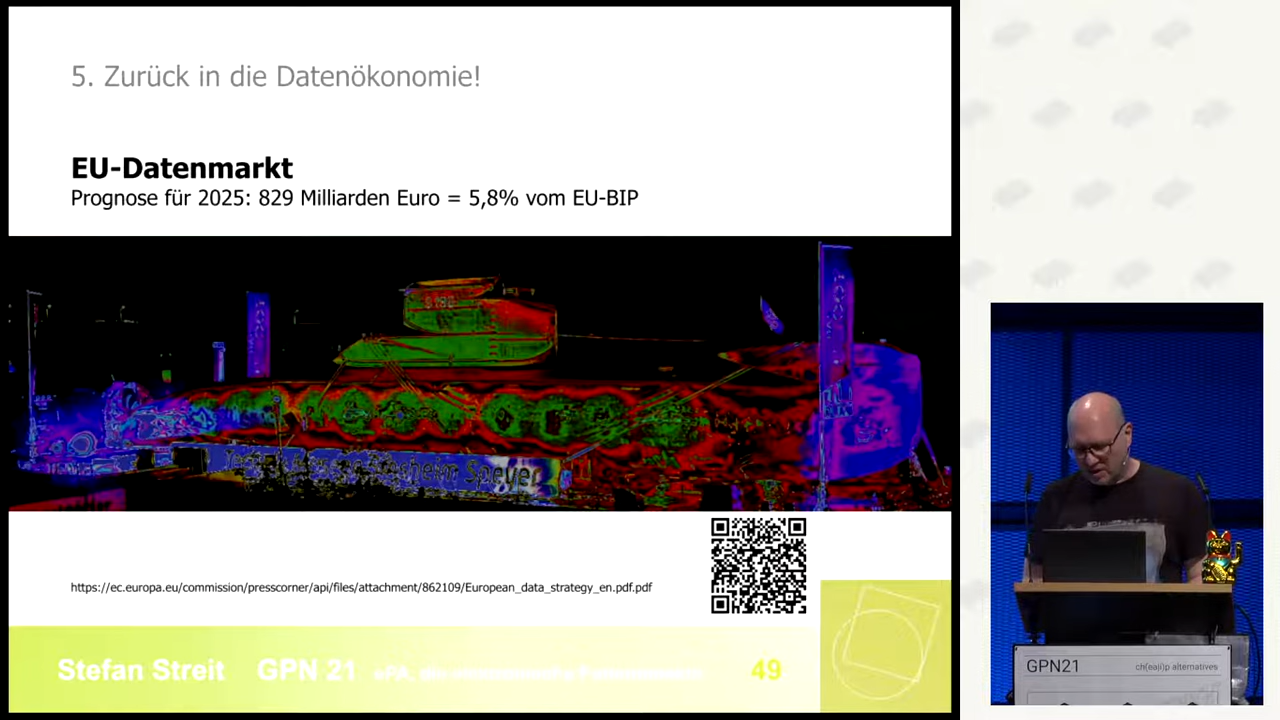 5. Zurück in die Datenökonomie!
EU-Datenmarkt
Prognose für 2025: 829 Milliarden Euro = 5,8% vom EU-BIP
Speyer
https://ec.europa.eu/commission/presscorner/api/files/attachment/862109/European_data_strategy_en.pdf.pdf
Stefan Streit GPN 21 49
GPN21 ch(ea|i)p alternatives